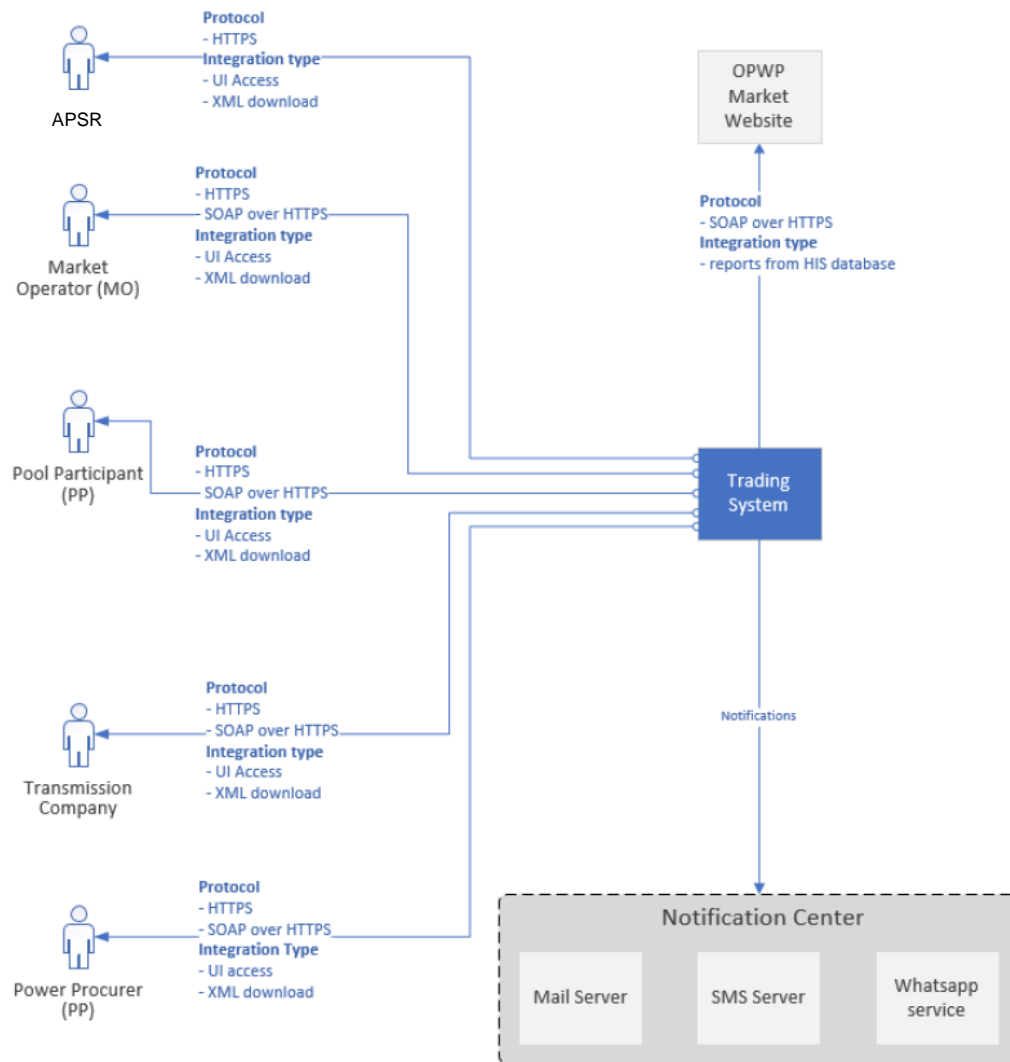 Protocol
- HTTPS
Integration type
- UI Access
- XML download
APSR
OPWP
Market
Website
Protocol
- HTTPS
- SOAP over HTTPS
Integration type
- UI Access
- XML download
Market
Operator (MO)
Protocol
- SOAP over HTTPS
Integration type
- reports from HIS database
Pool Participant
(PP)
Protocol
- HTTPS
- SOAP over HTTPS
Integration type
- UI Access
- XML download
Trading
System
Transmission
Company
Protocol
- HTTPS
- SOAP over HTTPS
Integration type
- UI Access
- XML download
Notifications
Power Procurer
(PP)
Protocol
- HTTPS
- SOAP over HTTPS
Integration Type
- UI access
- XML download
Notification Center
Mail Server
SMS Server
Whatsapp
service